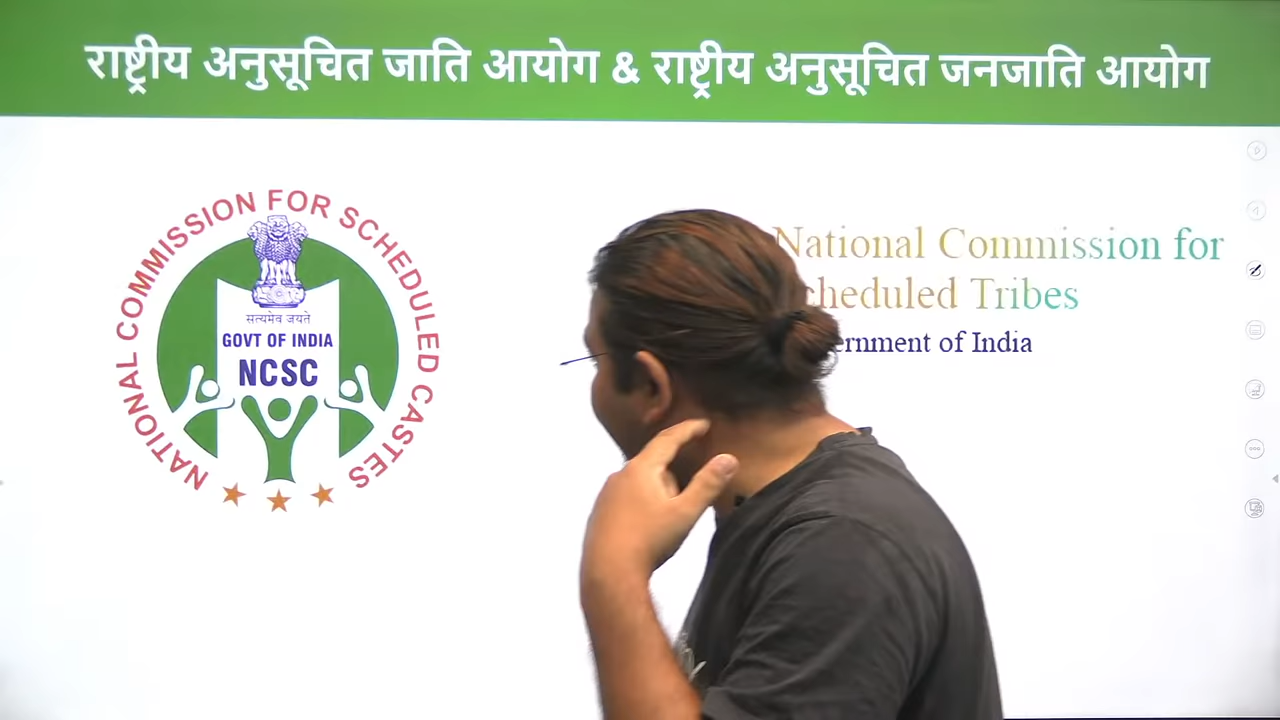 राष्ट्रीय अनुसूचित जाति आयोग & राष्ट्रीय अनुसूचित जनजाति आयोग
NATIONAL COMMISSION FOR SCHEDULED CASTES
सत्यमेव जयते
GOVT OF INDIA
NCSC
National Commission for
cheduled Tribes
ernment of India